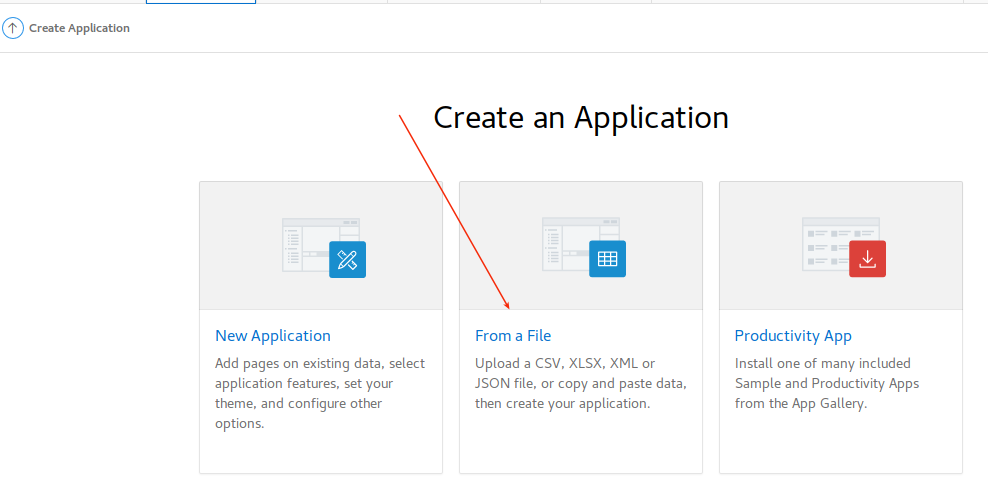 Create Application
Create an Application
New Application
Add pages on existing data, select
application features, set your
theme, and configure other
options.
From a File
Upload a CSV, XLSX, XML or
JSON file, or copy and paste data,
then create your application.
Productivity App
Install one of many included
Sample and Productivity Apps
from the App Gallery.